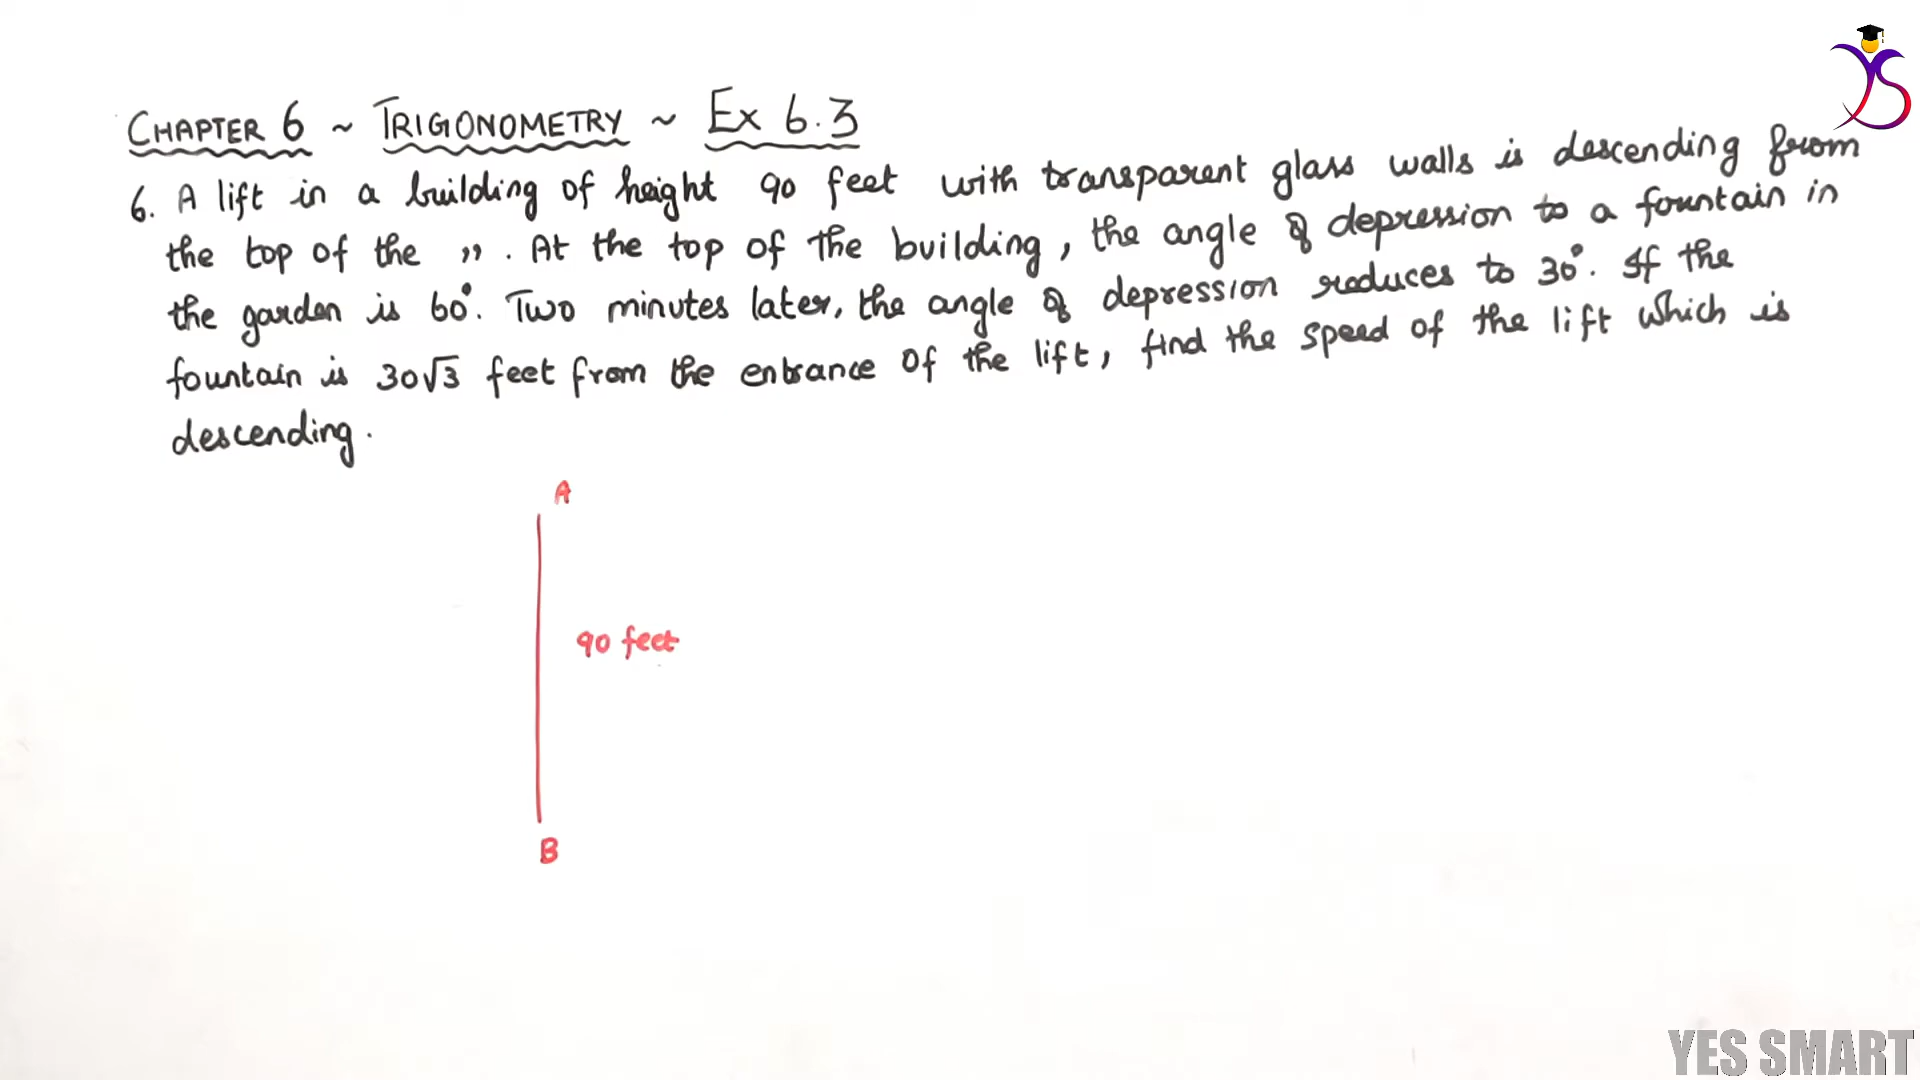 CHAPTER 6 ~ TRIGONOMETRY ~ Ex 6.3
6. A lift in a building of height 90 feet with transparent glass walls is descending from
the top of the ,, . At the top of the building, the angle of depression to a fountain in
the garden is 60°. Two minutes later, the angle of depression reduces to 30°. If the
fountain is 30√3 feet from the entrance of the lift, find the speed of the lift which is
descending.
A
90 feet
B
YS
YES SMART